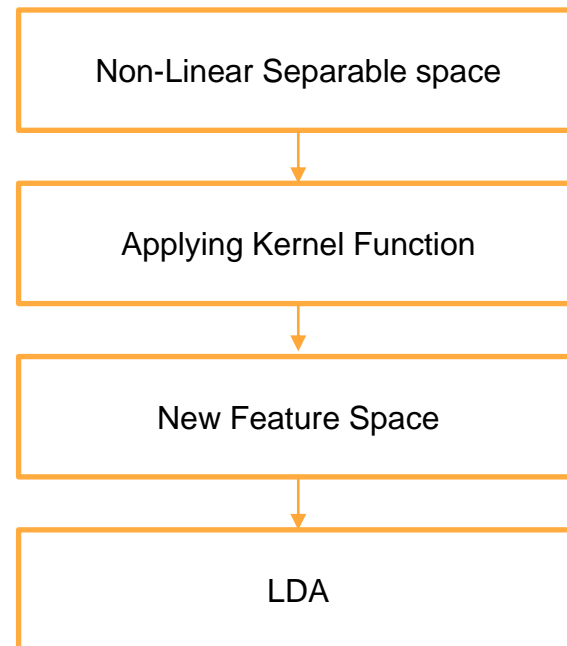 Non-Linear Separable space
Applying Kernel Function
New Feature Space
LDA